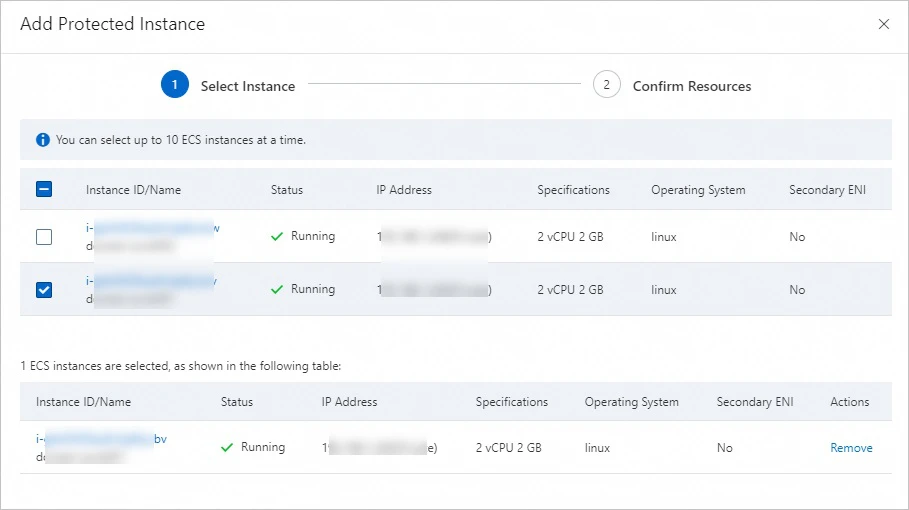 Add Protected Instance
1 Select Instance 2 Confirm Resources
You can select up to 10 ECS instances at a time.
Instance ID/Name Status IP Address Specifications Operating System Secondary ENI
Running 2 vCPU 2 GB linux No
Running 2 vCPU 2 GB linux No
1 ECS instances are selected, as shown in the following table:
Instance ID/Name Status IP Address Specifications Operating System Secondary ENI Actions
Running 2 vCPU 2 GB linux No Remove